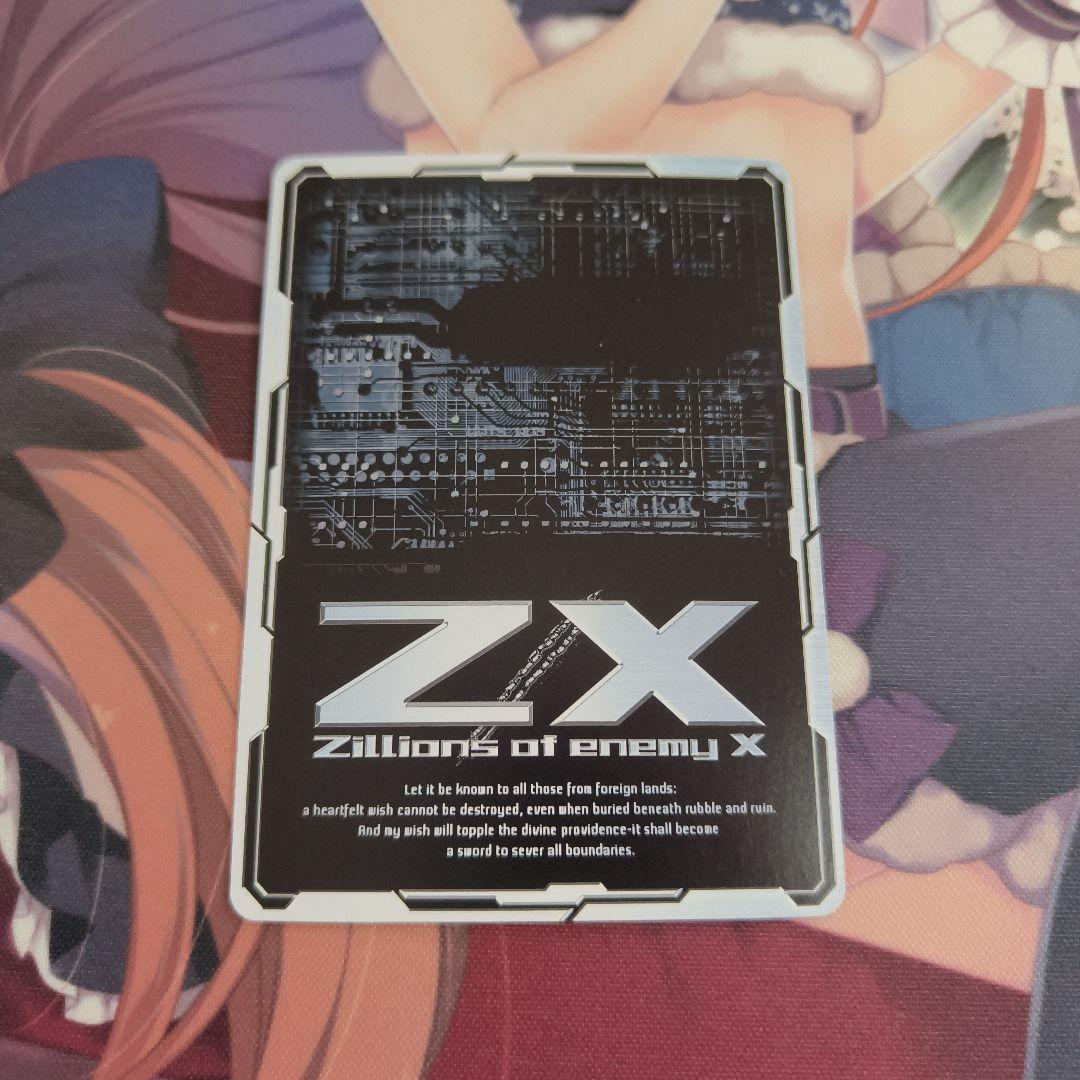 Z/X
Zillions of enemy X
Let it be known to all those from foreign lands:
a heartfelt wish cannot be destroyed, even when buried beneath rubble and ruin.
And my wish will topple the divine providence-it shall become
a sword to sever all boundaries.